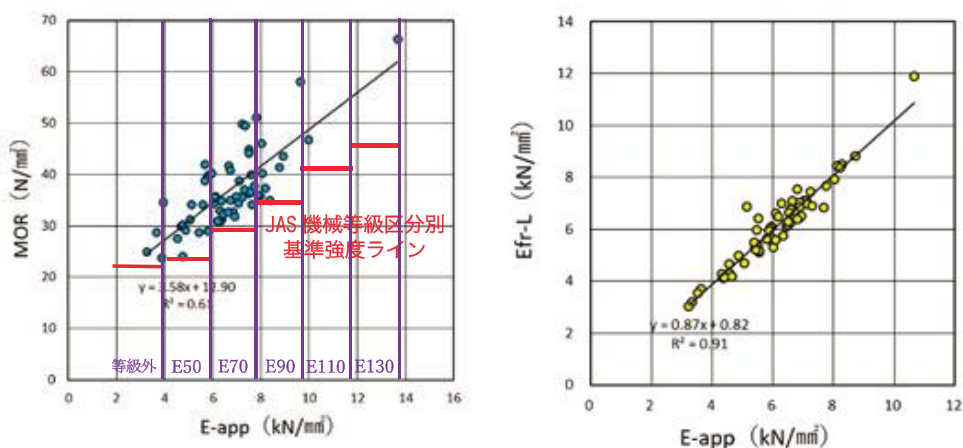 MOR (N/mm²)
70
60
50
40
30
20
10
0
JAS 機械等級区分別
基準強度ライン
y = 3.58x + 12.90
R² = 0.65
等級外 E50 E70 E90 E110 E130
0 2 4 6 8 10 12 14 16
E-app (kN/mm²)
Efr-L (kN/mm²)
14
12
10
8
6
4
2
0
y = 0.87x + 0.82
R² = 0.91
0 2 4 6 8 10 12
E-app (kN/mm²)